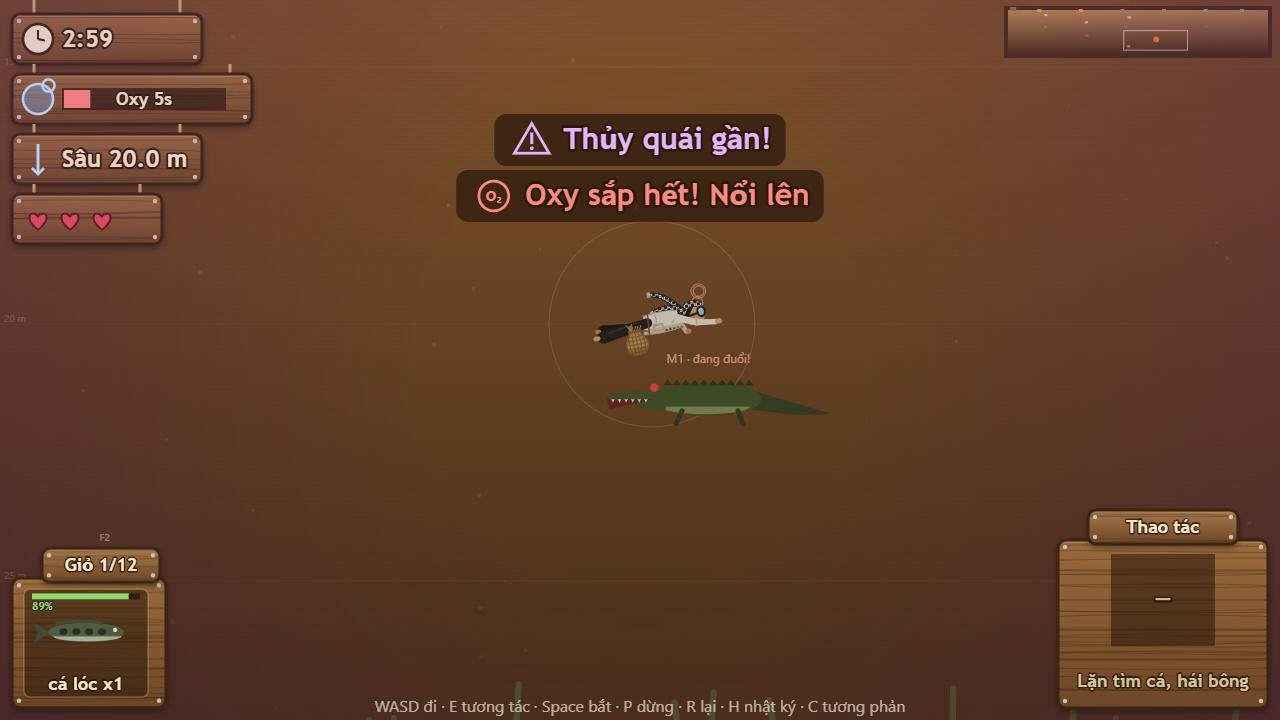 2:59
Oxy 5s
Sâu 20.0 m
Thủy quái gần!
O₂ Oxy sắp hết! Nổi lên
20 m
M1 · đang đuổi!
F2
Giỏ 1/12
25 m
89%
cá lóc x1
Thao tác
—
Lặn tìm cá, hái bông
WASD đi · E tương tác · Space bắt · P dừng · R lại · H nhật ký · C tương phản